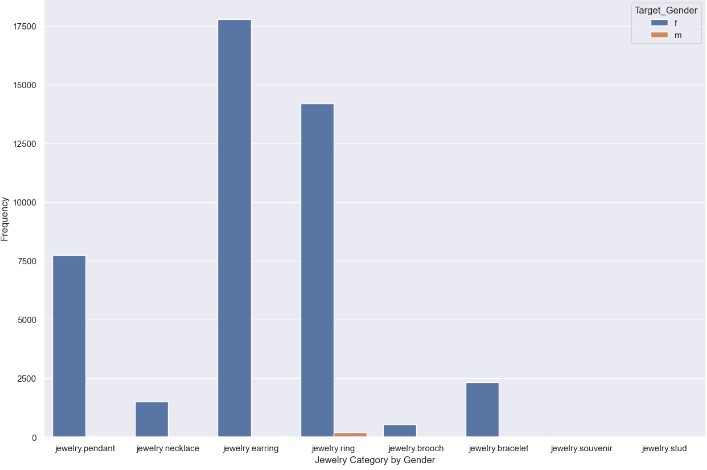 Target_Gender
f
m
17500
15000
12500
10000
7500
5000
2500
0
Frequency
jewelry.pendant jewelry.necklace jewelry.earring jewelry.ring jewelry.brooch jewelry.bracelet jewelry.souvenir jewelry.stud
Jewelry Category by Gender